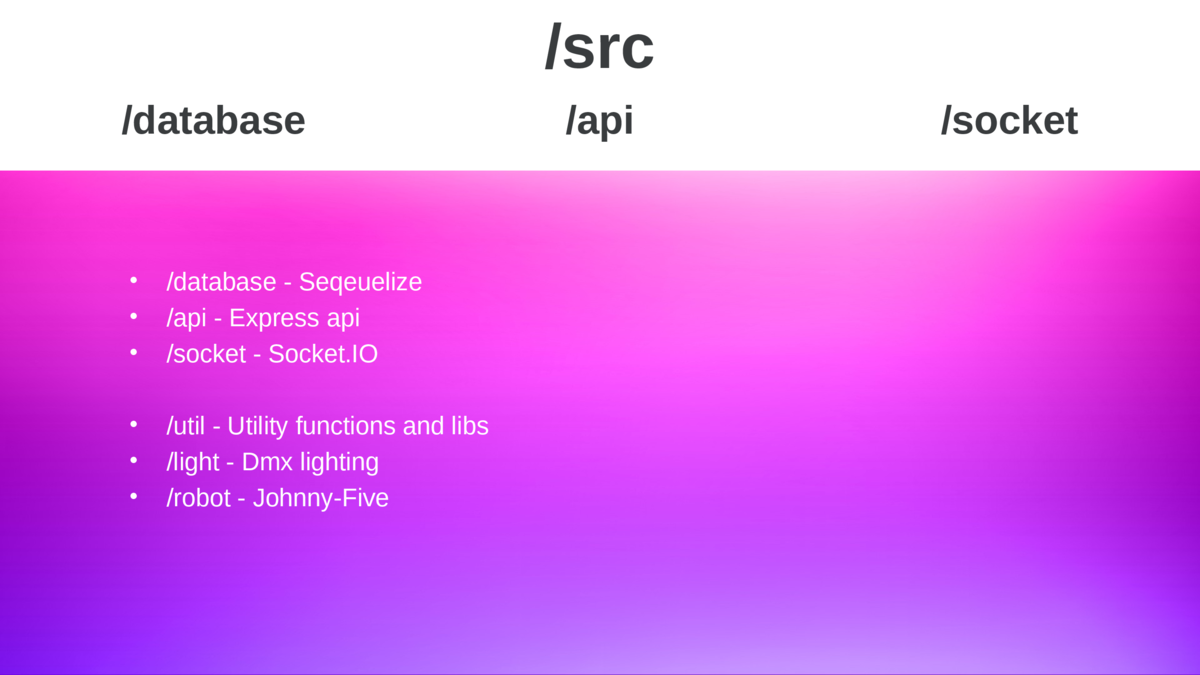 /src
/database /api /socket
• /database - Seqeuelize
• /api - Express api
• /socket - Socket.IO
• /util - Utility functions and libs
• /light - Dmx lighting
• /robot - Johnny-Five